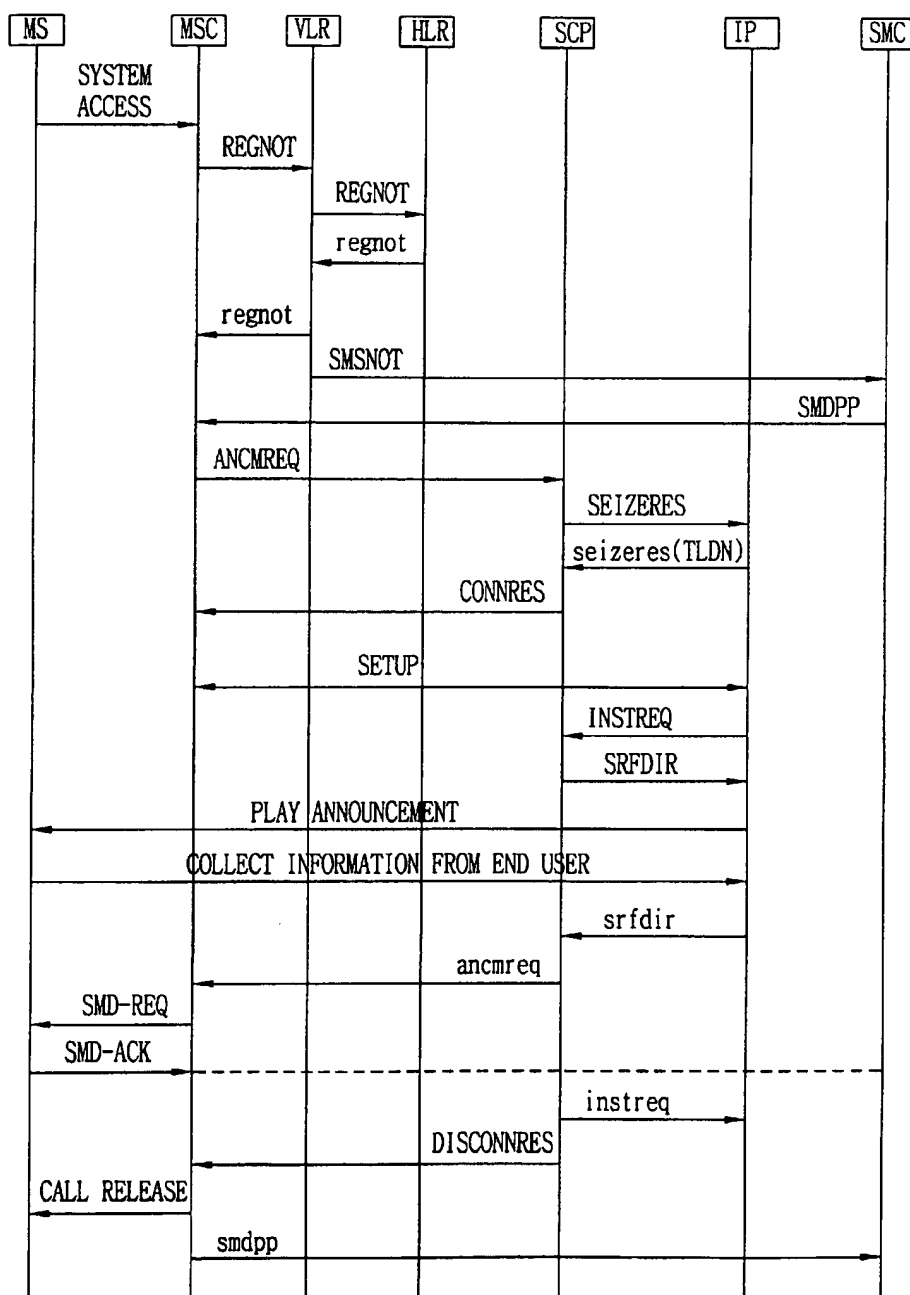 MS MSC VLR HLR SCP IP SMC
SYSTEM
ACCESS
REGNOT
REGNOT
regnot
regnot
SMSNOT
SMDPP
ANCMREQ
SEIZERES
seizeres(TLDN)
CONNRES
SETUP
INSTREQ
SRFDIR
PLAY ANNOUNCEMENT
COLLECT INFORMATION FROM END USER
srfdir
ancmreq
SMD-REQ
SMD-ACK
instreq
DISCONNRES
CALL RELEASE
smdpp